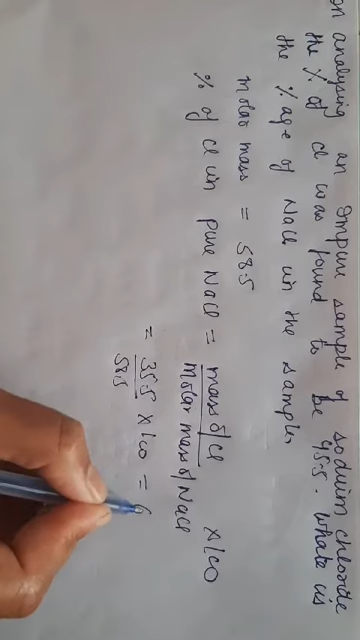 on analysing an impure sample of soduim chloride
the % of cl was found to be 45.5. What is
the % age of Nacl in the sample,
molar mass = 58.5
% of cl in pure Nacl = mass of cl / Molar mass of Nacl × 100
= 35.5 / 58.5 × 100 = 6